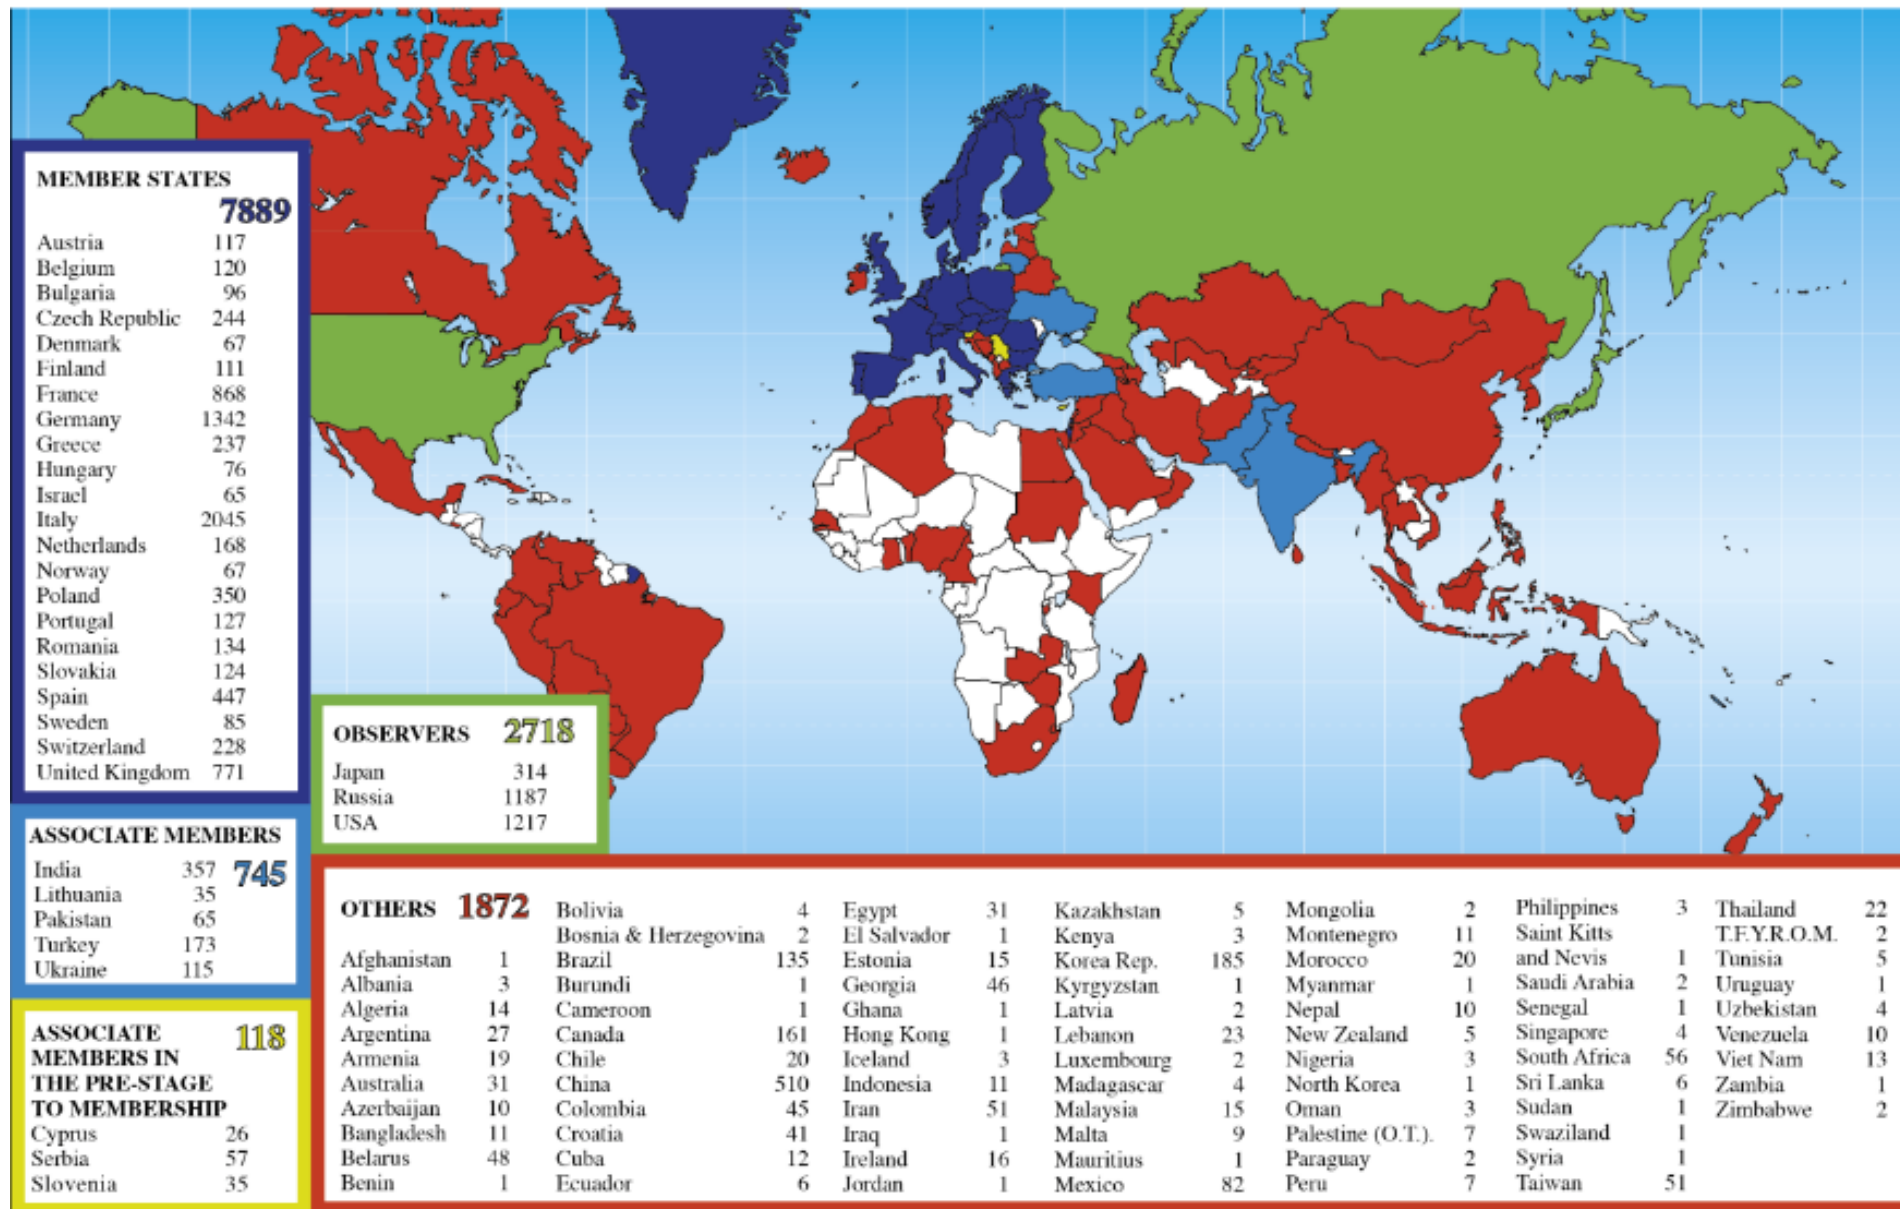 MEMBER STATES
7889
Austria 117
Belgium 120
Bulgaria 96
Czech Republic 244
Denmark 67
Finland 111
France 868
Germany 1342
Greece 237
Hungary 76
Israel 65
Italy 2045
Netherlands 168
Norway 67
Poland 350
Portugal 127
Romania 134
Slovakia 124
Spain 447
Sweden 85
Switzerland 228
United Kingdom 771
ASSOCIATE MEMBERS
745
India 357
Lithuania 35
Pakistan 65
Turkey 173
Ukraine 115
ASSOCIATE 118
MEMBERS IN
THE PRE-STAGE
TO MEMBERSHIP
Cyprus 26
Serbia 57
Slovenia 35
OBSERVERS 2718
Japan 314
Russia 1187
USA 1217
OTHERS 1872
Afghanistan 1
Albania 3
Algeria 14
Argentina 27
Armenia 19
Australia 31
Azerbaijan 10
Bangladesh 11
Belarus 48
Benin 1
Bolivia 4
Bosnia & Herzegovina 2
Brazil 135
Burundi 1
Cameroon 1
Canada 161
Chile 20
China 510
Colombia 45
Croatia 41
Cuba 12
Ecuador 6
Egypt 31
El Salvador 1
Estonia 15
Georgia 46
Ghana 1
Hong Kong 1
Iceland 3
Indonesia 11
Iran 51
Iraq 1
Ireland 16
Jordan 1
Kazakhstan 5
Kenya 3
Korea Rep. 185
Kyrgyzstan 1
Latvia 2
Lebanon 23
Luxembourg 2
Madagascar 4
Malaysia 15
Malta 9
Mauritius 1
Mexico 82
Mongolia 2
Montenegro 11
Morocco 20
Myanmar 1
Nepal 10
New Zealand 5
Nigeria 3
North Korea 1
Oman 3
Palestine (O.T.). 7
Paraguay 2
Peru 7
Philippines 3
Saint Kitts
and Nevis 1
Saudi Arabia 2
Senegal 1
Singapore 4
South Africa 56
Sri Lanka 6
Sudan 1
Swaziland 1
Syria 1
Taiwan 51
Thailand 22
T.F.Y.R.O.M. 2
Tunisia 5
Uruguay 1
Uzbekistan 4
Venezuela 10
Viet Nam 13
Zambia 1
Zimbabwe 2